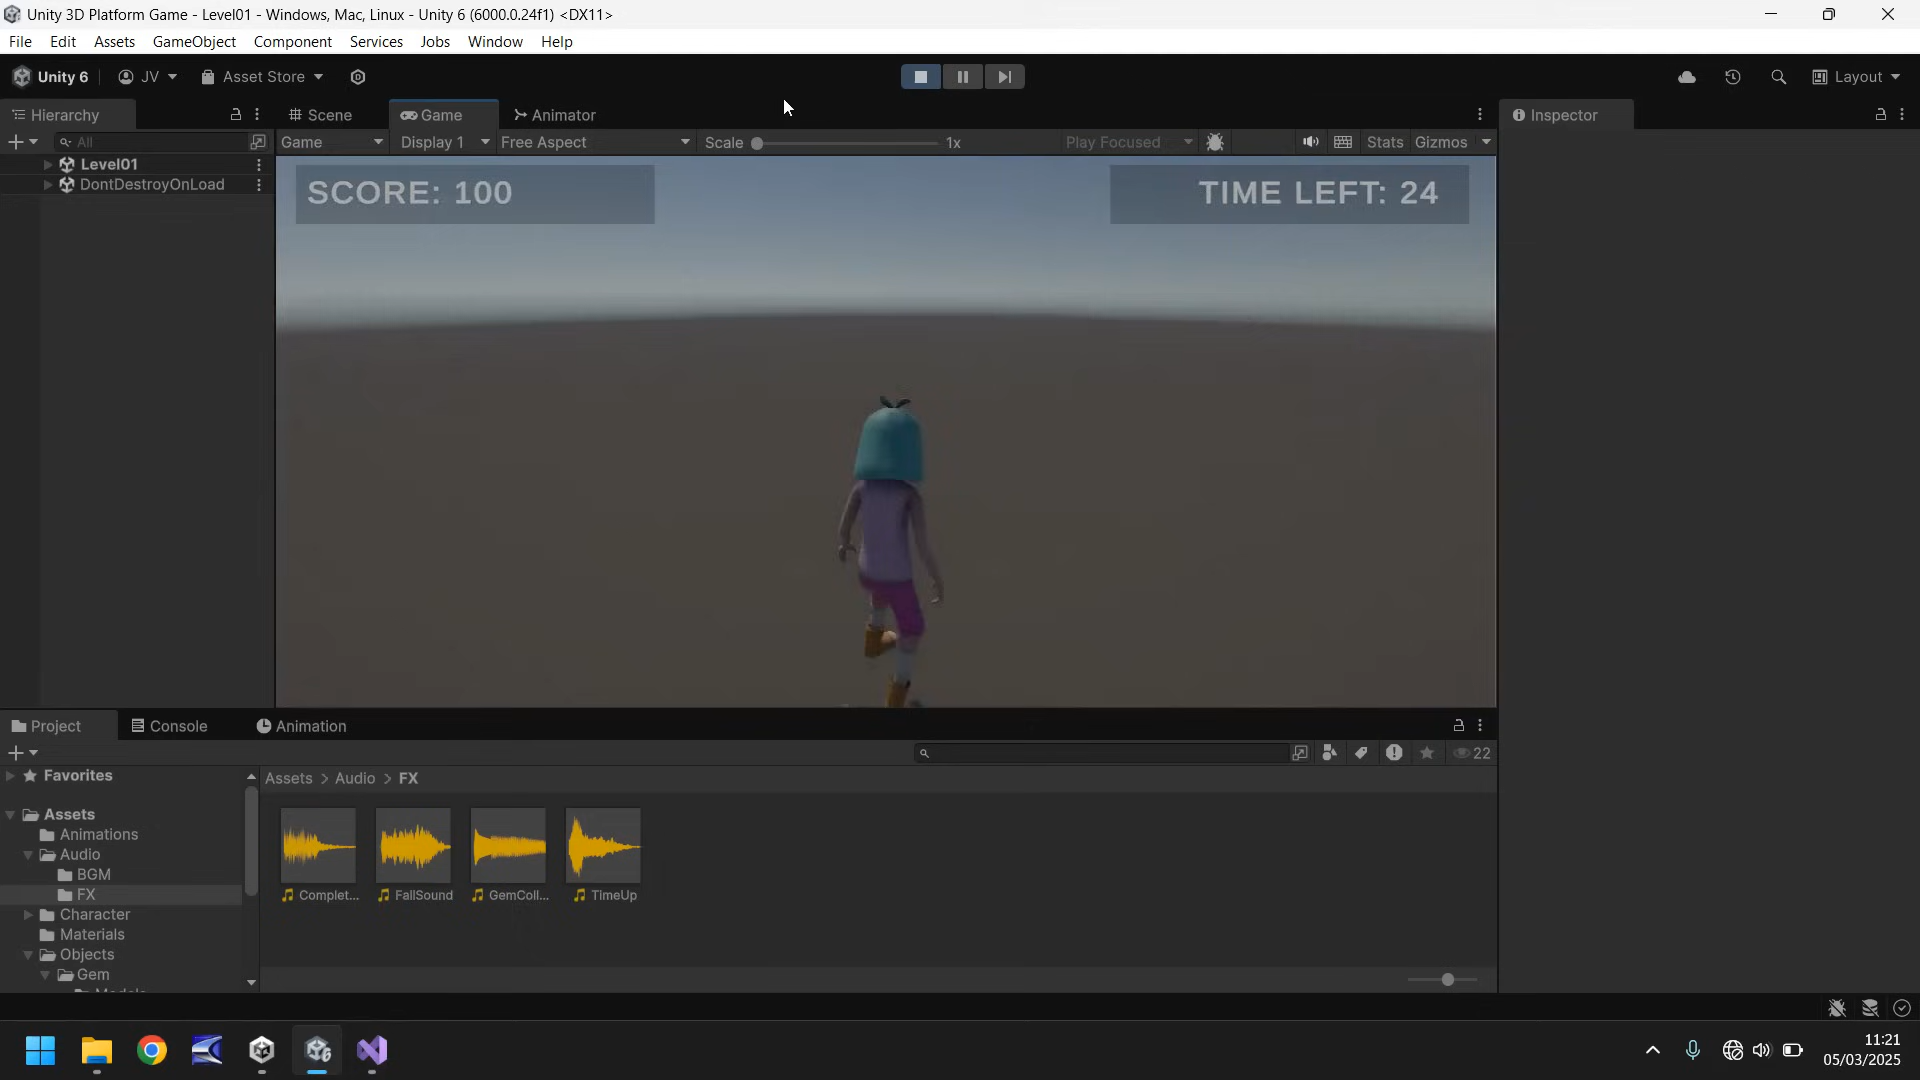 Unity 3D Platform Game - Level01 - Windows, Mac, Linux - Unity 6 (6000.0.24f1) <DX11>
File Edit Assets GameObject Component Services Jobs Window Help
Unity 6 JV Asset Store Layout
Hierarchy Scene Game Animator Inspector
All Game Display 1 Free Aspect Scale 1x Play Focused Stats Gizmos
Level01
DontDestroyOnLoad
SCORE: 100 TIME LEFT: 24
Project Console Animation
22
Favorites
Assets > Audio > FX
Assets
Animations
Audio
BGM
FX
Complet... FallSound GemColl... TimeUp
Character
Materials
Objects
Gem
Models
11:21
05/03/2025